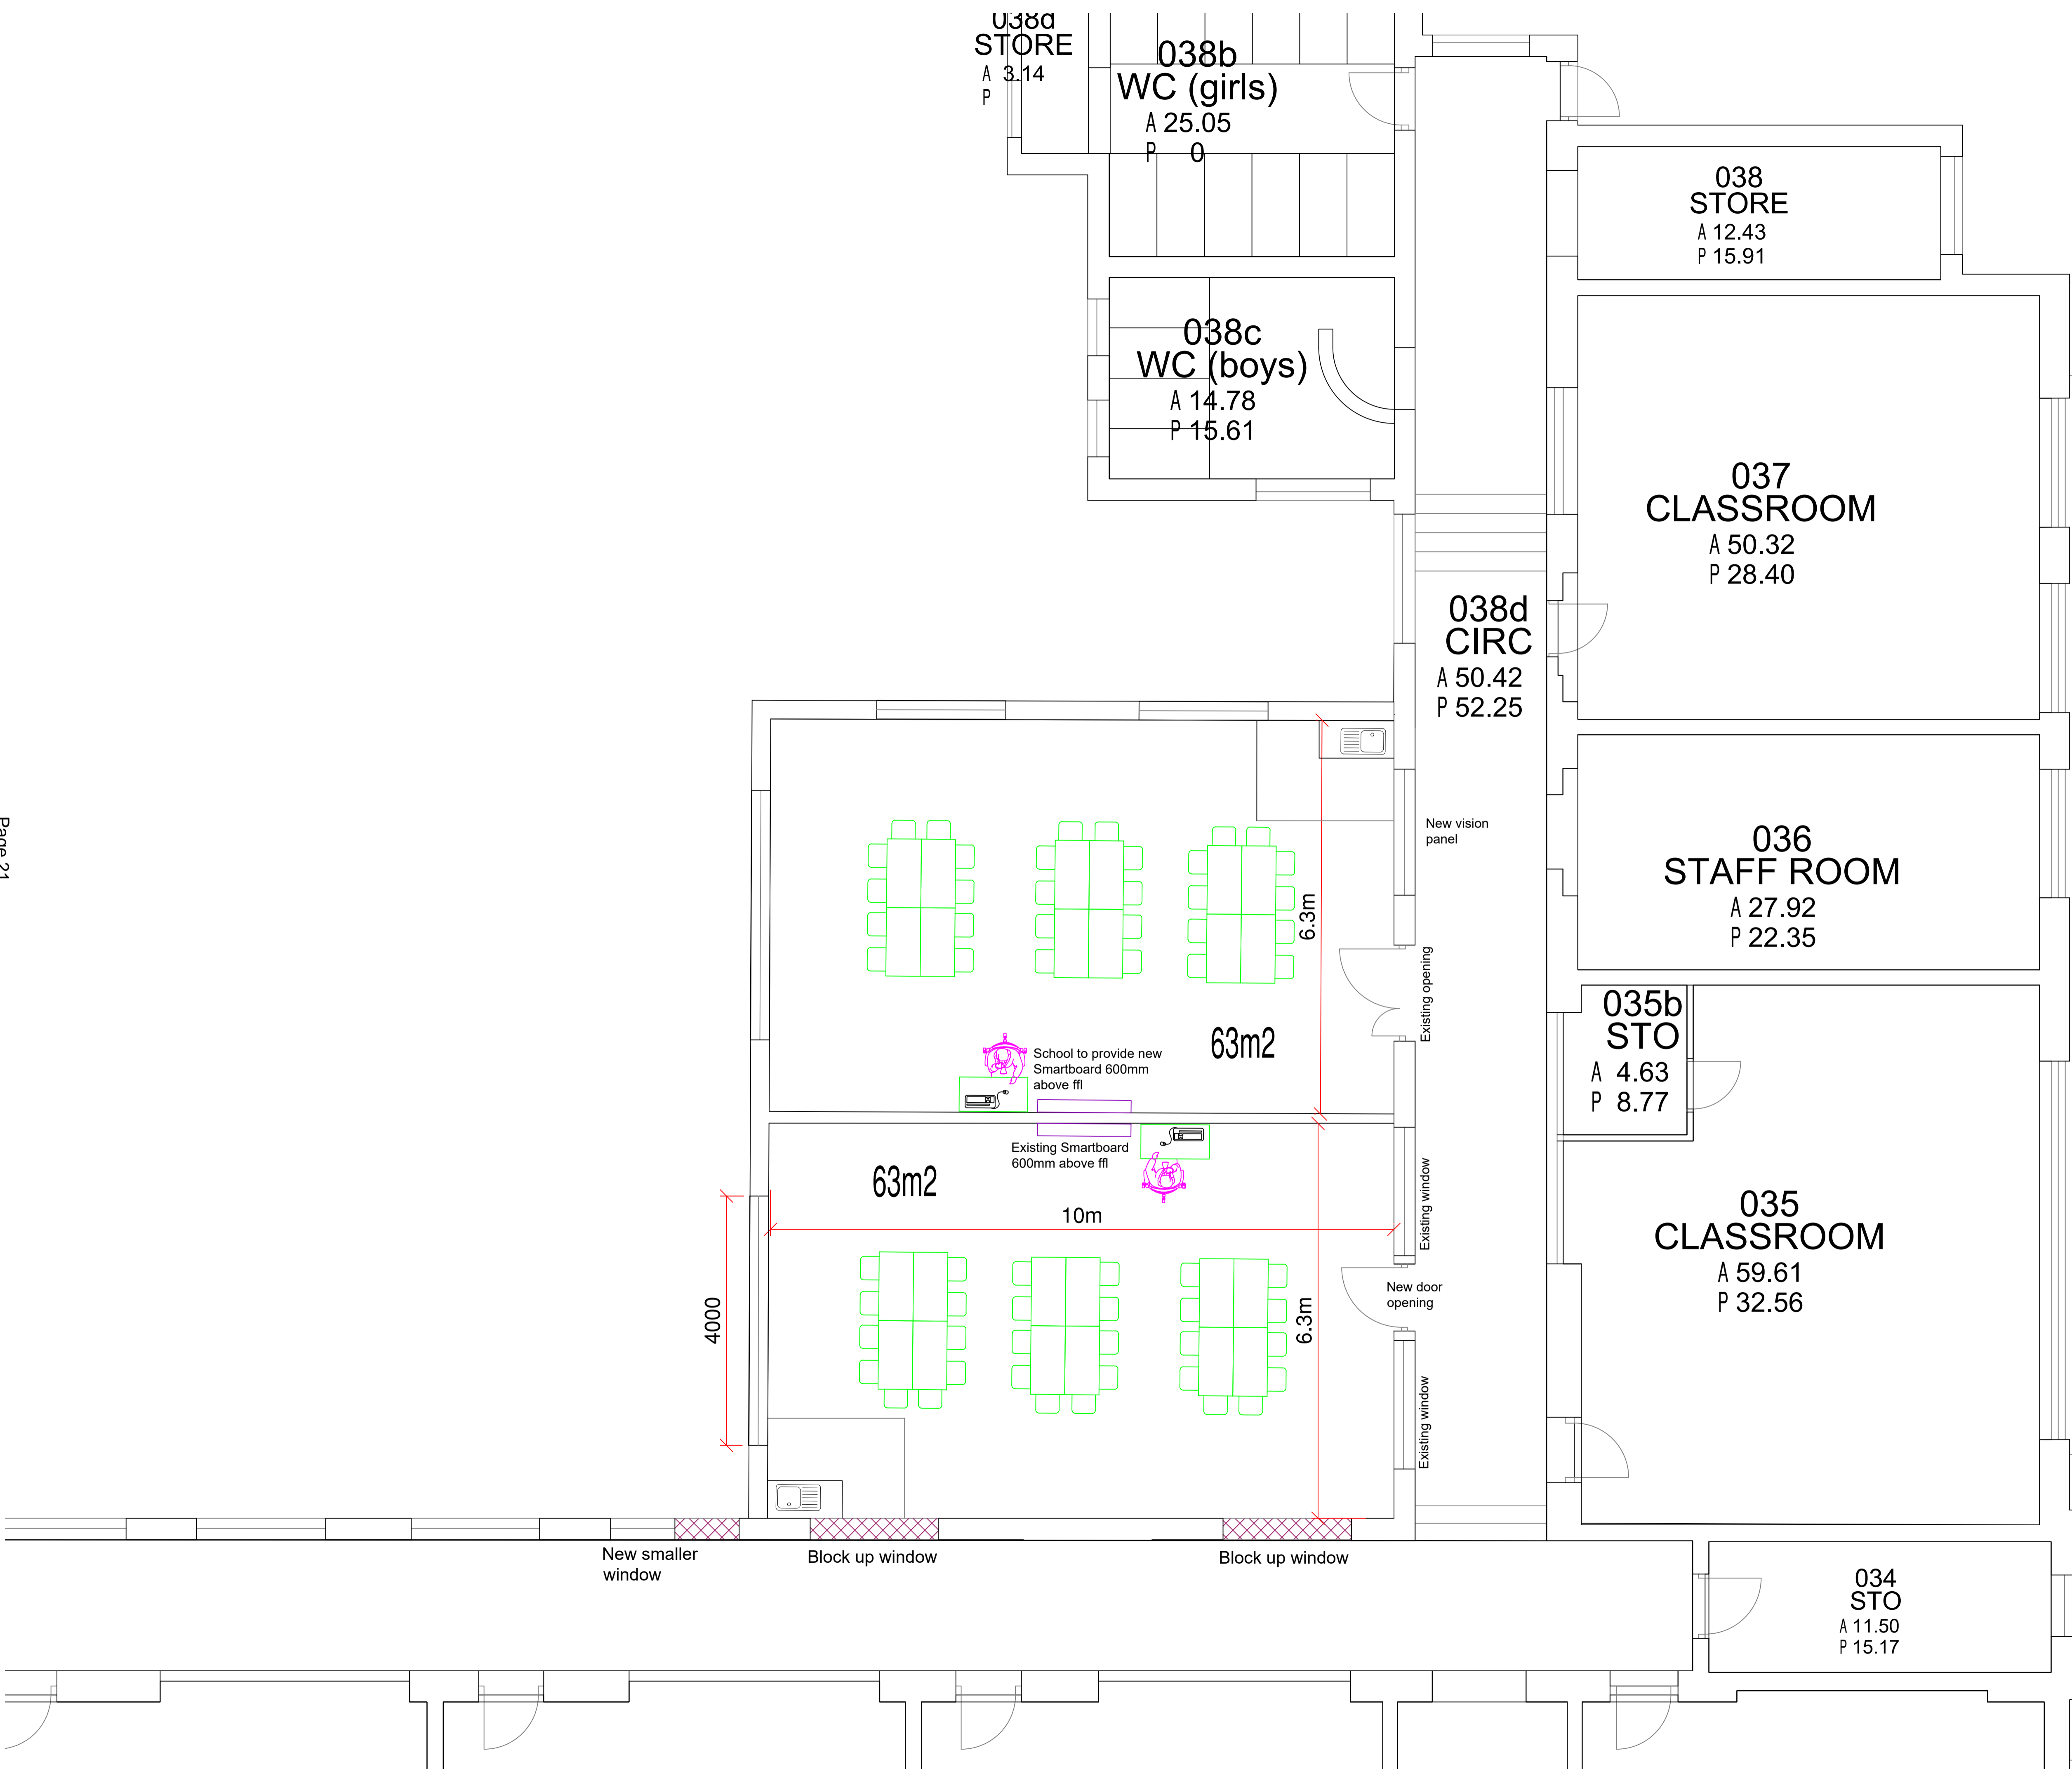 038d
STORE
A 3.14
P
038b
WC (girls)
A 25.05
P 0
038
STORE
A 12.43
P 15.91
038c
WC (boys)
A 14.78
P 15.61
037
CLASSROOM
A 50.32
P 28.40
038d
CIRC
A 50.42
P 52.25
Page 21
New vision
panel
036
STAFF ROOM
A 27.92
P 22.35
6.3m
Existing opening
63m2
School to provide new
Smartboard 600mm
above ffl
035b
STO
A 4.63
P 8.77
Existing Smartboard
600mm above ffl
63m2
10m
Existing window
035
CLASSROOM
A 59.61
P 32.56
4000
6.3m
New door
opening
Existing window
New smaller
window
Block up window
Block up window
034
STO
A 11.50
P 15.17